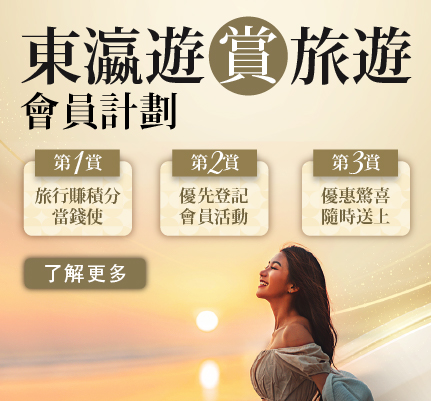 東瀛遊賞旅遊
會員計劃
第1賞
旅行賺積分
當錢使
第2賞
優先登記
會員活動
第3賞
優惠驚喜
隨時送上
了解更多